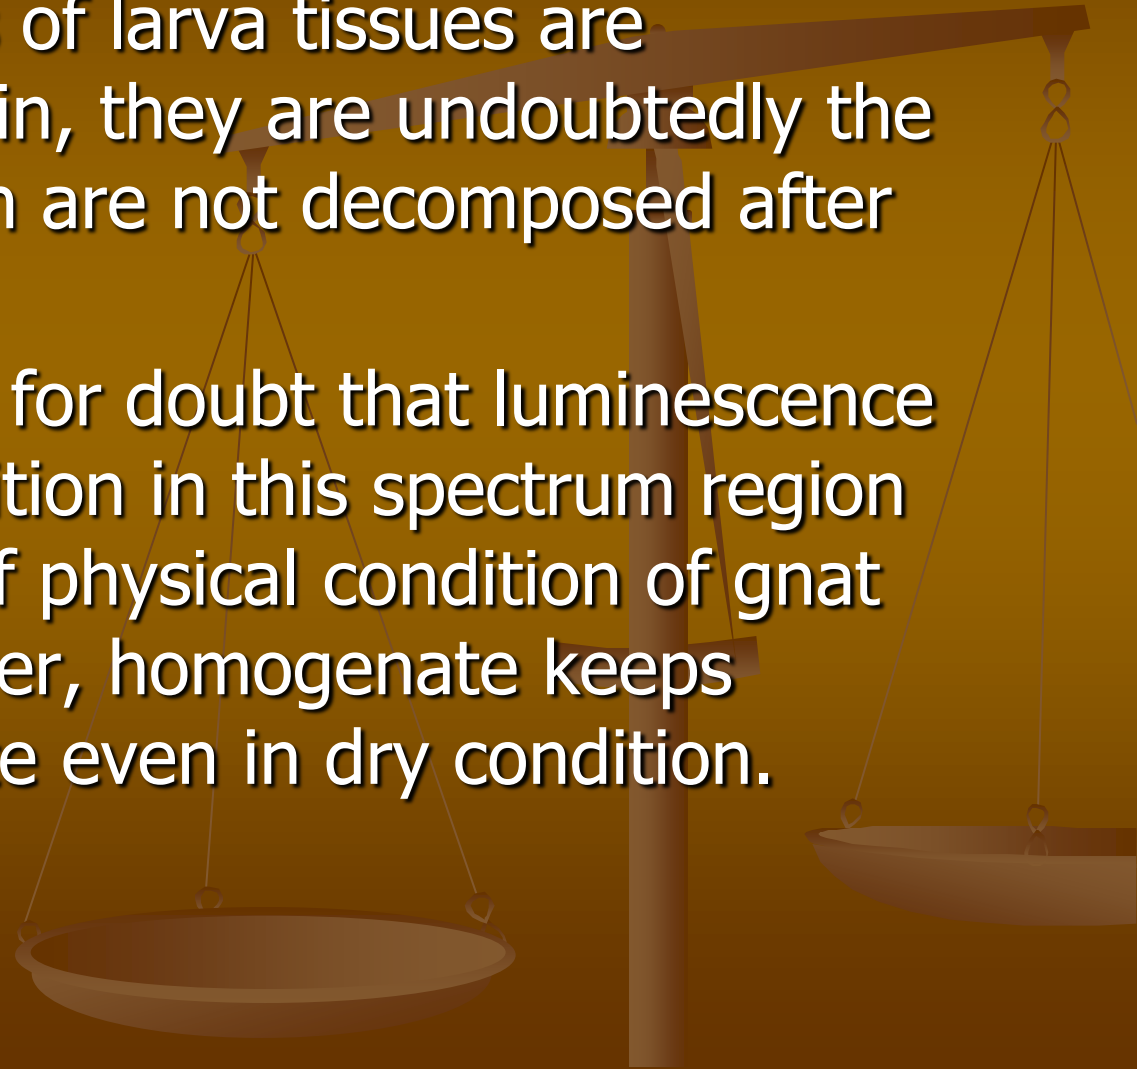 of larva tissues are
in, they are undoubtedly the
are not decomposed after
for doubt that luminescence
tion in this spectrum region
f physical condition of gnat
er, homogenate keeps
e even in dry condition.